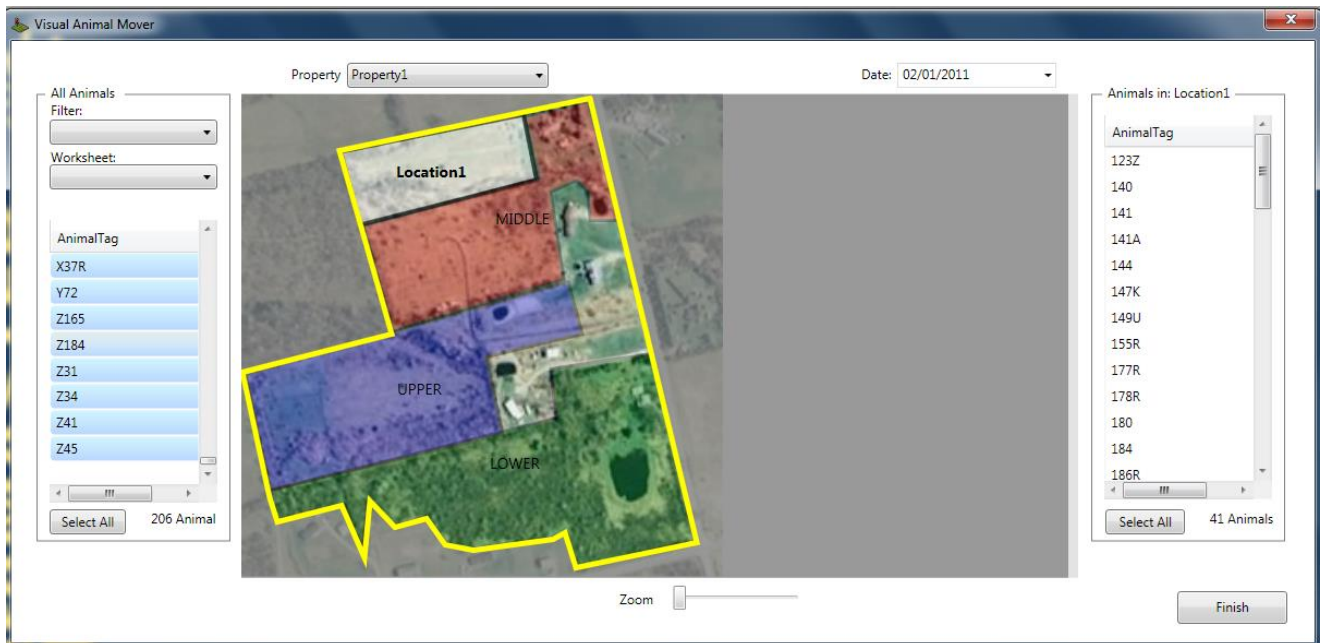 Visual Animal Mover
Property Property1
Date: 02/01/2011
All Animals
Filter:
Worksheet:
AnimalTag
X37R
Y72
Z165
Z184
Z31
Z34
Z41
Z45
Select All 206 Animal
Location1
MIDDLE
UPPER
LOWER
Zoom
Animals in: Location1
AnimalTag
123Z
140
141
141A
144
147K
149U
155R
177R
178R
180
184
186R
Select All 41 Animals
Finish